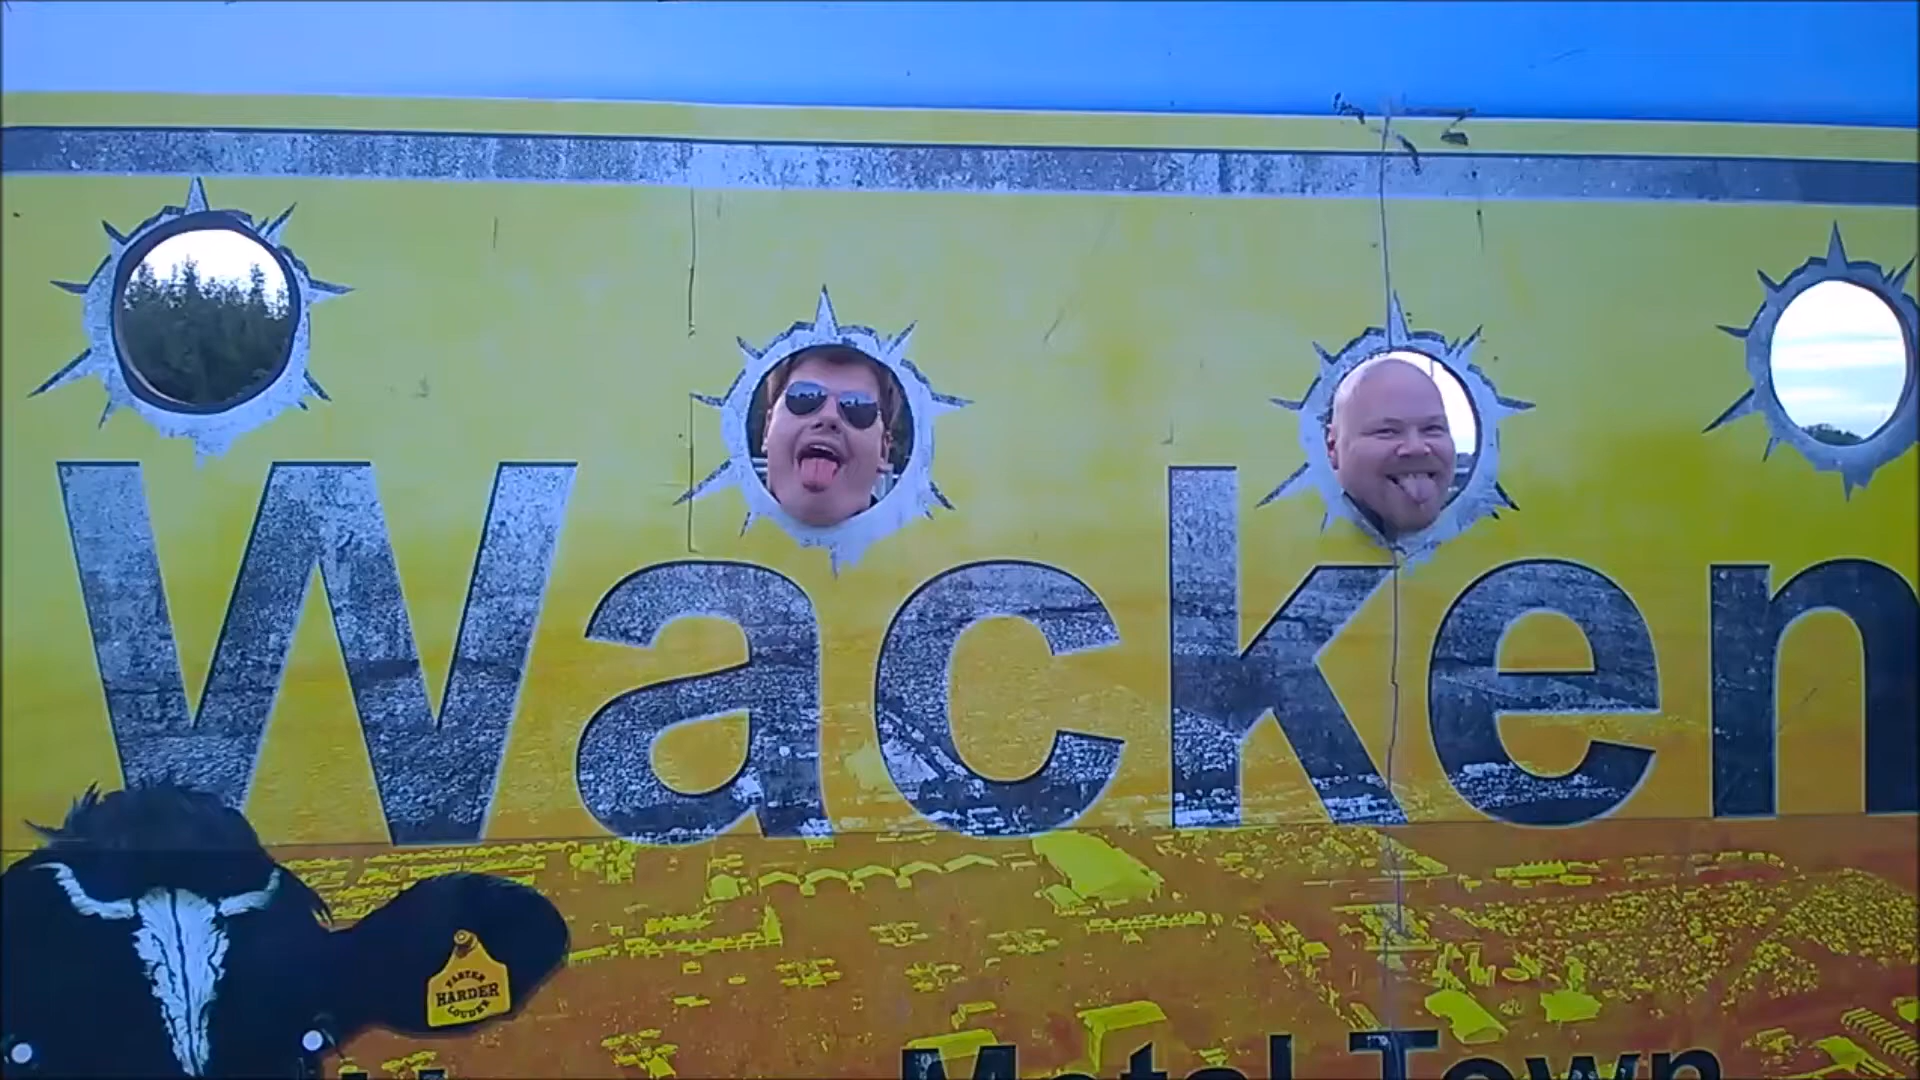 Wacken
FASTER
HARDER
LOUDER
Metal Town